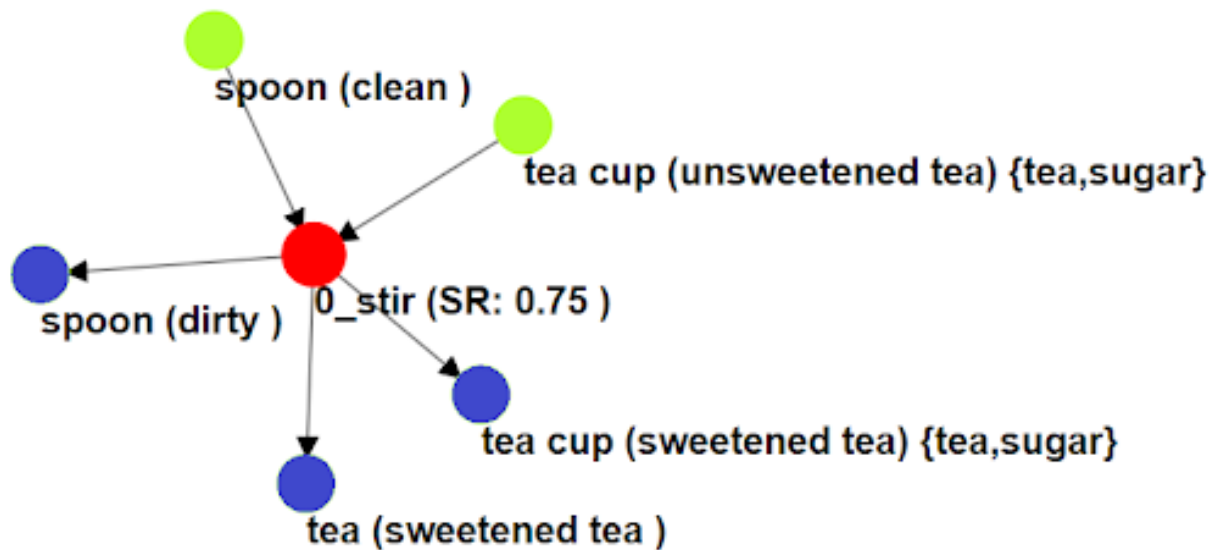 spoon (clean )
tea cup (unsweetened tea) {tea,sugar}
0_stir (SR: 0.75 )
spoon (dirty )
tea cup (sweetened tea) {tea,sugar}
tea (sweetened tea )